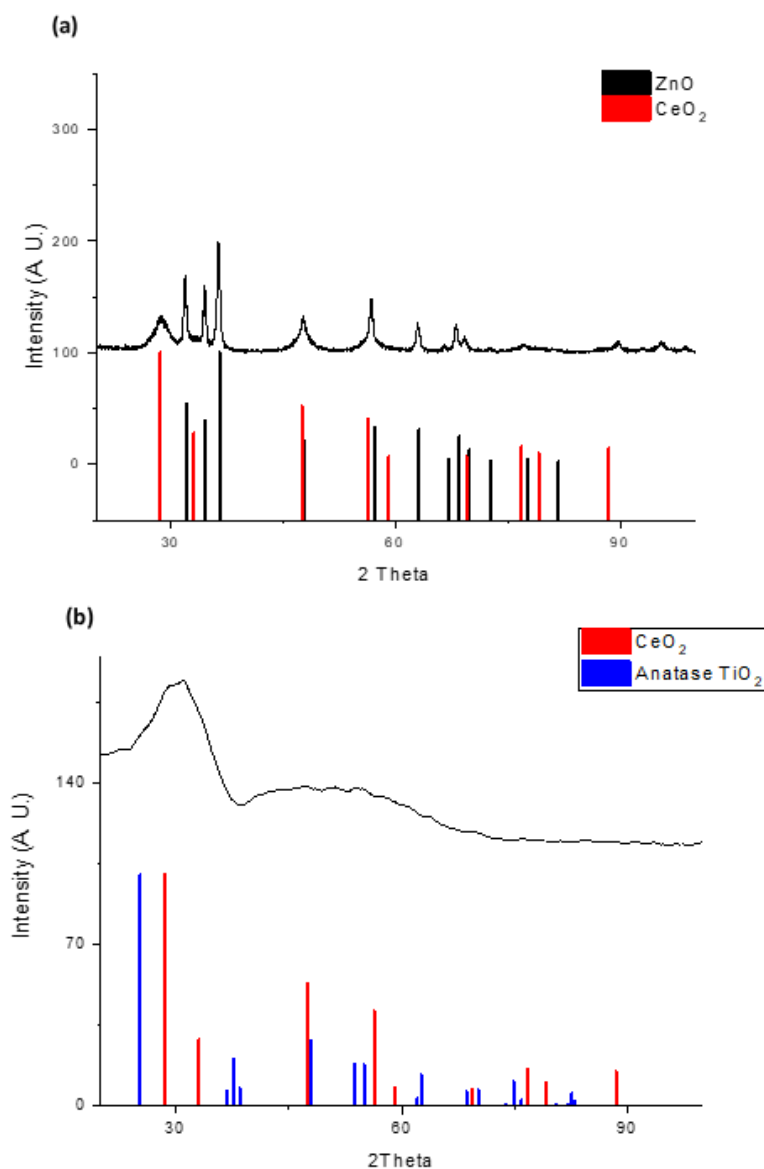 (a)
ZnO
CeO₂
300
200
100
0
Intensity (A. U.)
30
60
90
2 Theta
(b)
CeO₂
Anatase TiO₂
140
70
0
Intensity (A. U.)
30
60
90
2Theta